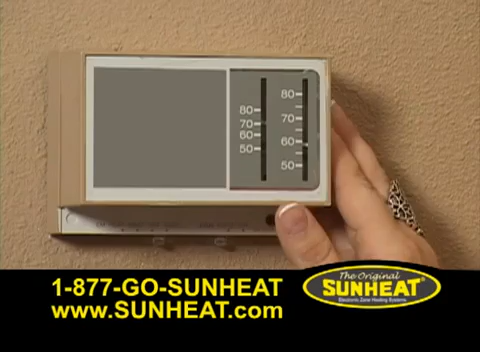 80
70
60
50
80
70
60
50
1-877-GO-SUNHEAT
www.SUNHEAT.com
The Original
SUNHEAT
Electronic Zone Heating Systems